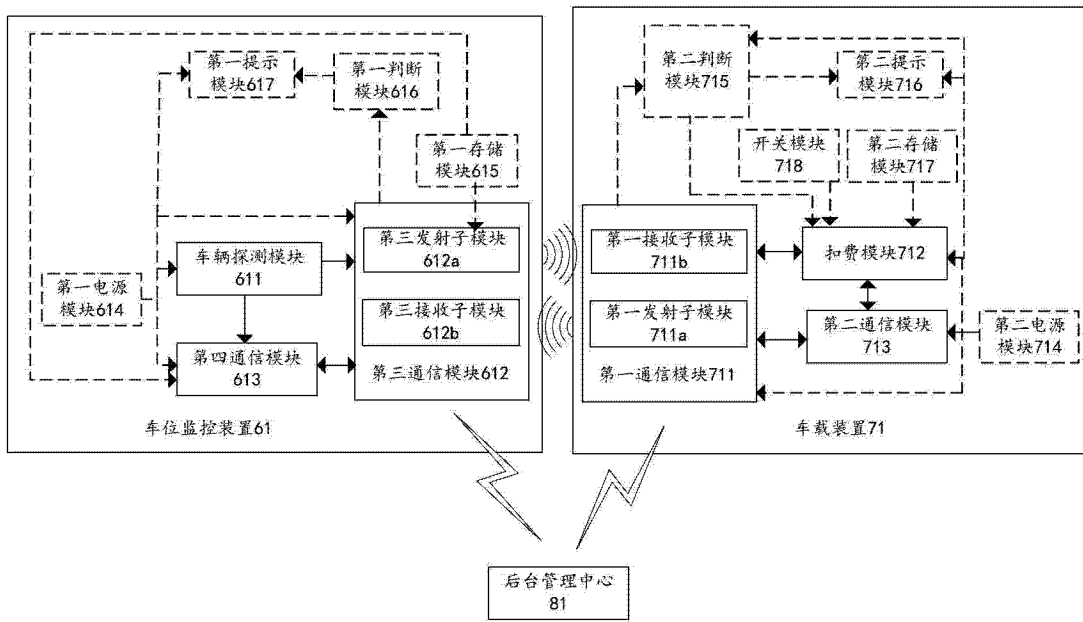 第一提示
模块617
第一判断
模块616
第一存储
模块615
第三发射子模块
612a
车辆探测模块
611
第一电源
模块614
第三接收子模块
612b
第四通信模块
613
第三通信模块612
车位监控装置61
第二判断
模块715
第二提示
模块716
开关模块
718
第二存储
模块717
第一接收子模块
711b
扣费模块712
第一发射子模块
711a
第二通信模块
713
第二电源
模块714
第一通信模块711
车载装置71
后台管理中心
81